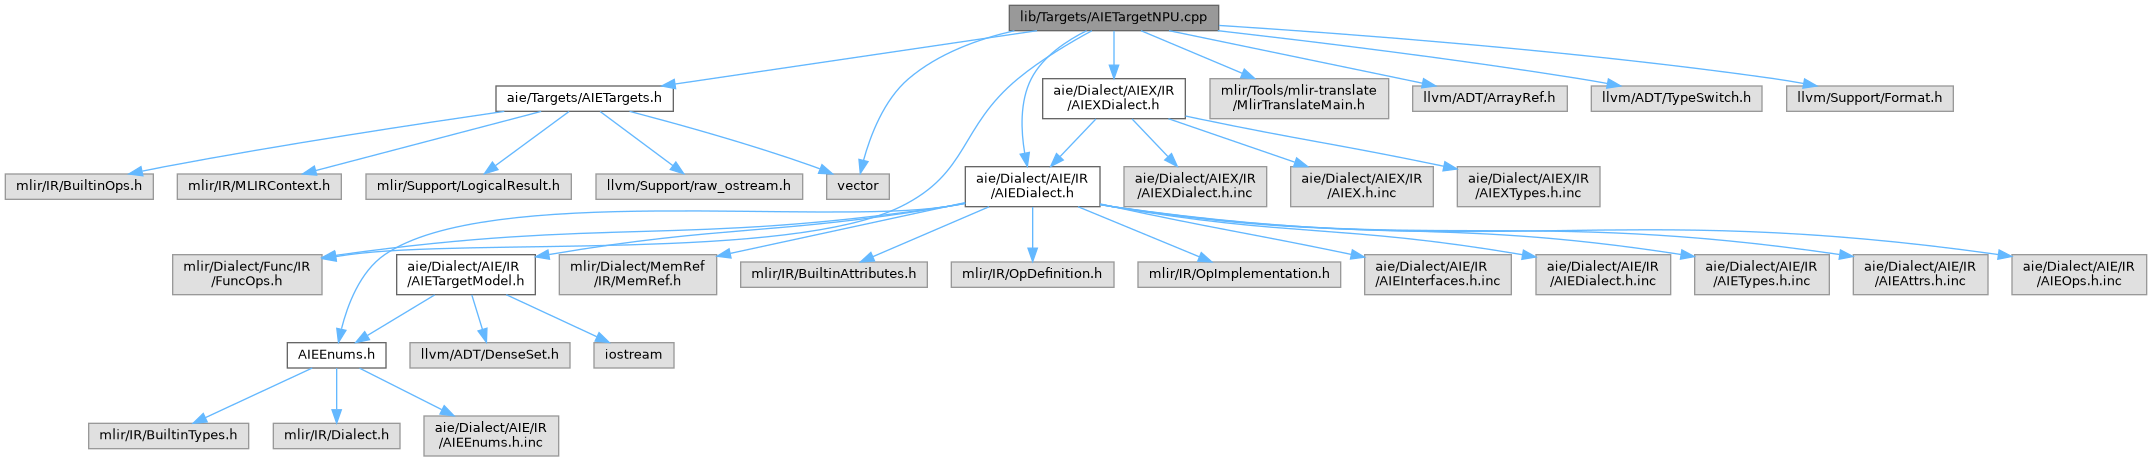 lib/Targets/AIETargetNPU.cpp
aie/Targets/AIETargets.h
aie/Dialect/AIEX/IR
/AIEXDialect.h
mlir/Tools/mlir-translate
/MlirTranslateMain.h
llvm/ADT/ArrayRef.h
llvm/ADT/TypeSwitch.h
llvm/Support/Format.h
mlir/IR/BuiltinOps.h
mlir/IR/MLIRContext.h
mlir/Support/LogicalResult.h
llvm/Support/raw_ostream.h
vector
aie/Dialect/AIE/IR
/AIEDialect.h
aie/Dialect/AIEX/IR
/AIEXDialect.h.inc
aie/Dialect/AIEX/IR
/AIEX.h.inc
aie/Dialect/AIEX/IR
/AIEXTypes.h.inc
mlir/Dialect/Func/IR
/FuncOps.h
aie/Dialect/AIE/IR
/AIETargetModel.h
mlir/Dialect/MemRef
/IR/MemRef.h
mlir/IR/BuiltinAttributes.h
mlir/IR/OpDefinition.h
mlir/IR/OpImplementation.h
aie/Dialect/AIE/IR
/AIEInterfaces.h.inc
aie/Dialect/AIE/IR
/AIEDialect.h.inc
aie/Dialect/AIE/IR
/AIETypes.h.inc
aie/Dialect/AIE/IR
/AIEAttrs.h.inc
aie/Dialect/AIE/IR
/AIEOps.h.inc
AIEEnums.h
llvm/ADT/DenseSet.h
iostream
mlir/IR/BuiltinTypes.h
mlir/IR/Dialect.h
aie/Dialect/AIE/IR
/AIEEnums.h.inc